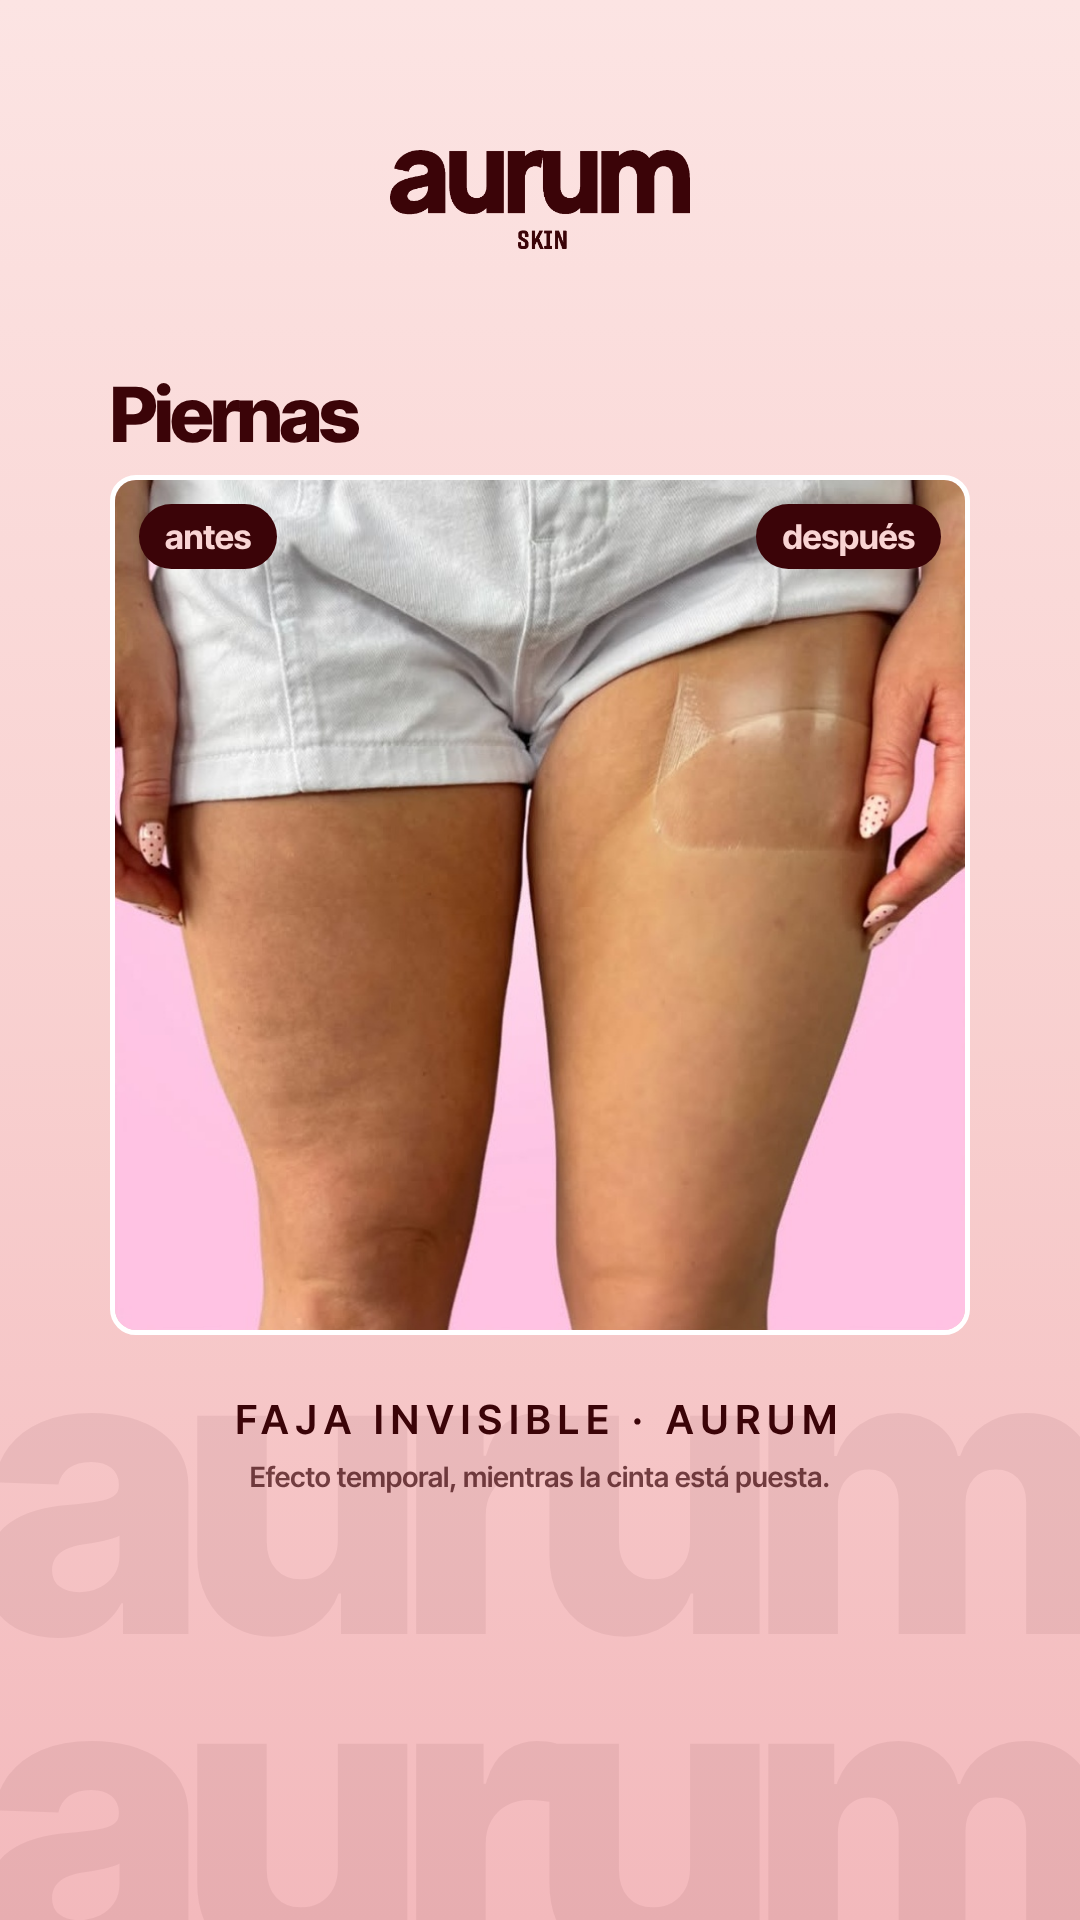 aurum
SKIN
Piernas
antes
después
FAJA INVISIBLE · AURUM
Efecto temporal, mientras la cinta está puesta.
aurum
aurum